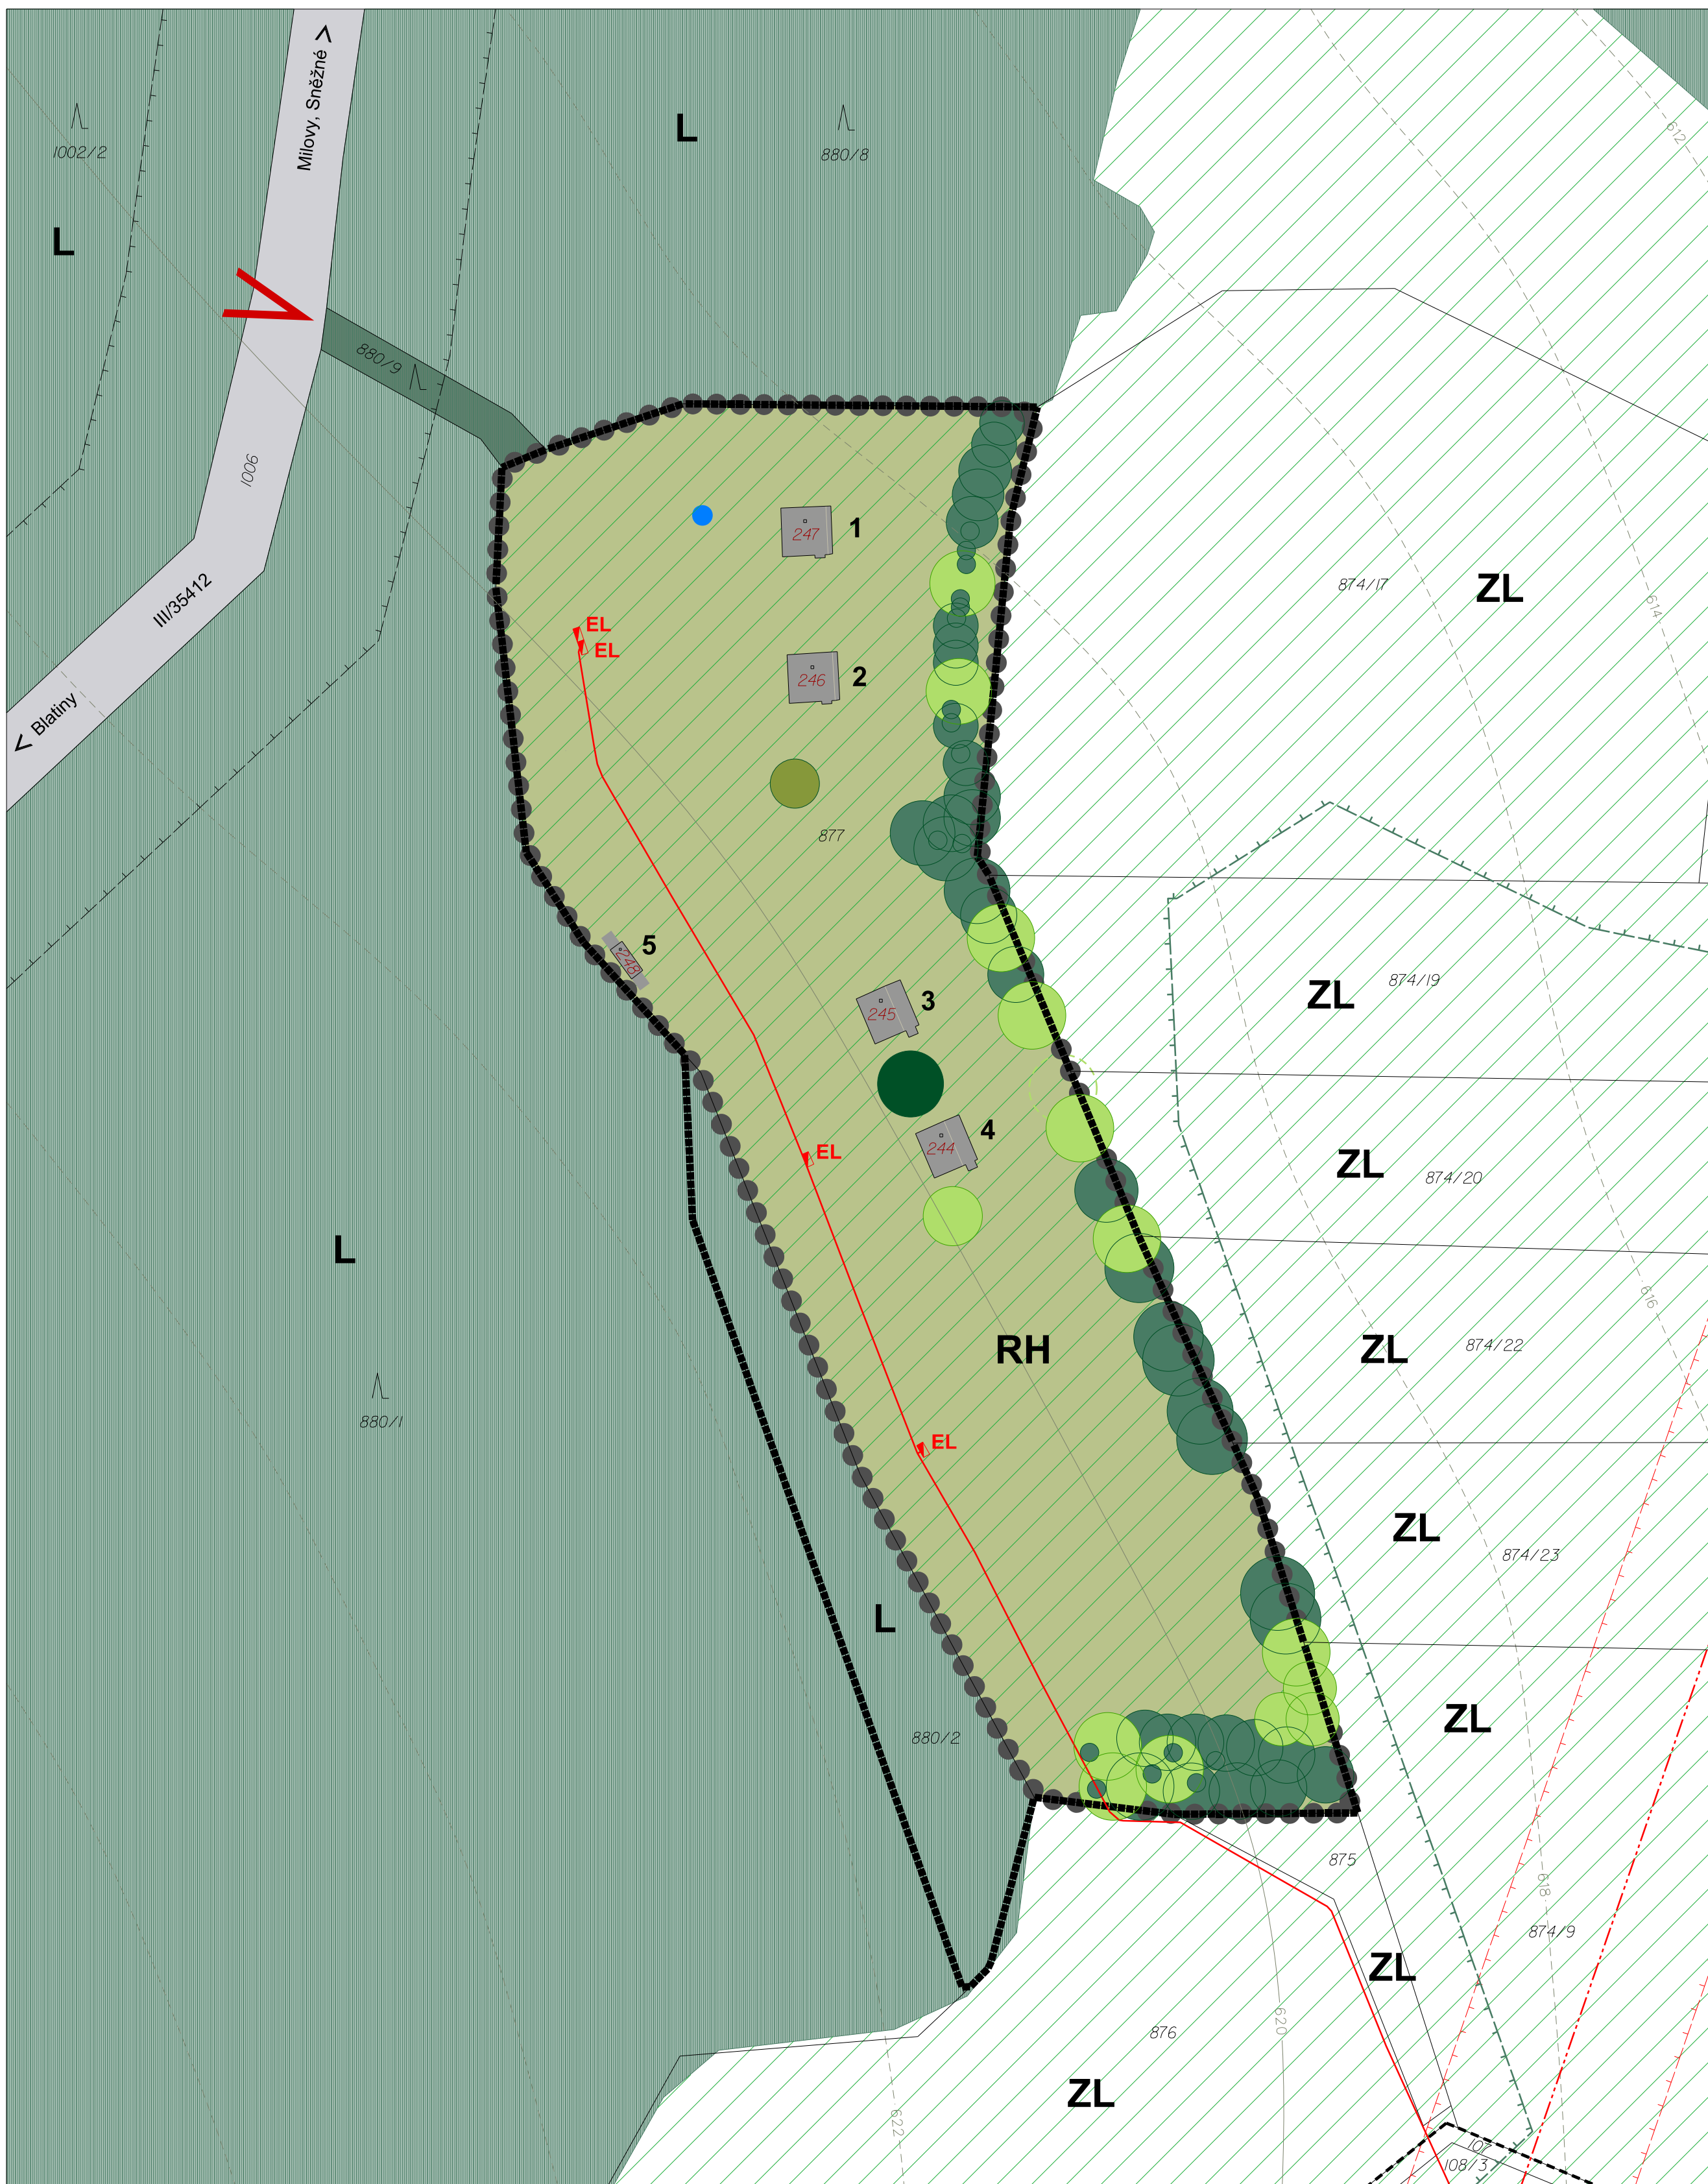 Milovy, Sněžné >
L
1002/2
880/8
L
612
880/9
1006
247
1
874/17
ZL
614
III/35412
EL
EL
246
2
< Blatiny
877
5
248
3
245
874/19
ZL
4
244
EL
ZL
874/20
L
616
RH
ZL
874/22
880/1
EL
ZL
874/23
L
880/2
ZL
875
618
874/9
ZL
620
876
ZL
622
107
108/3